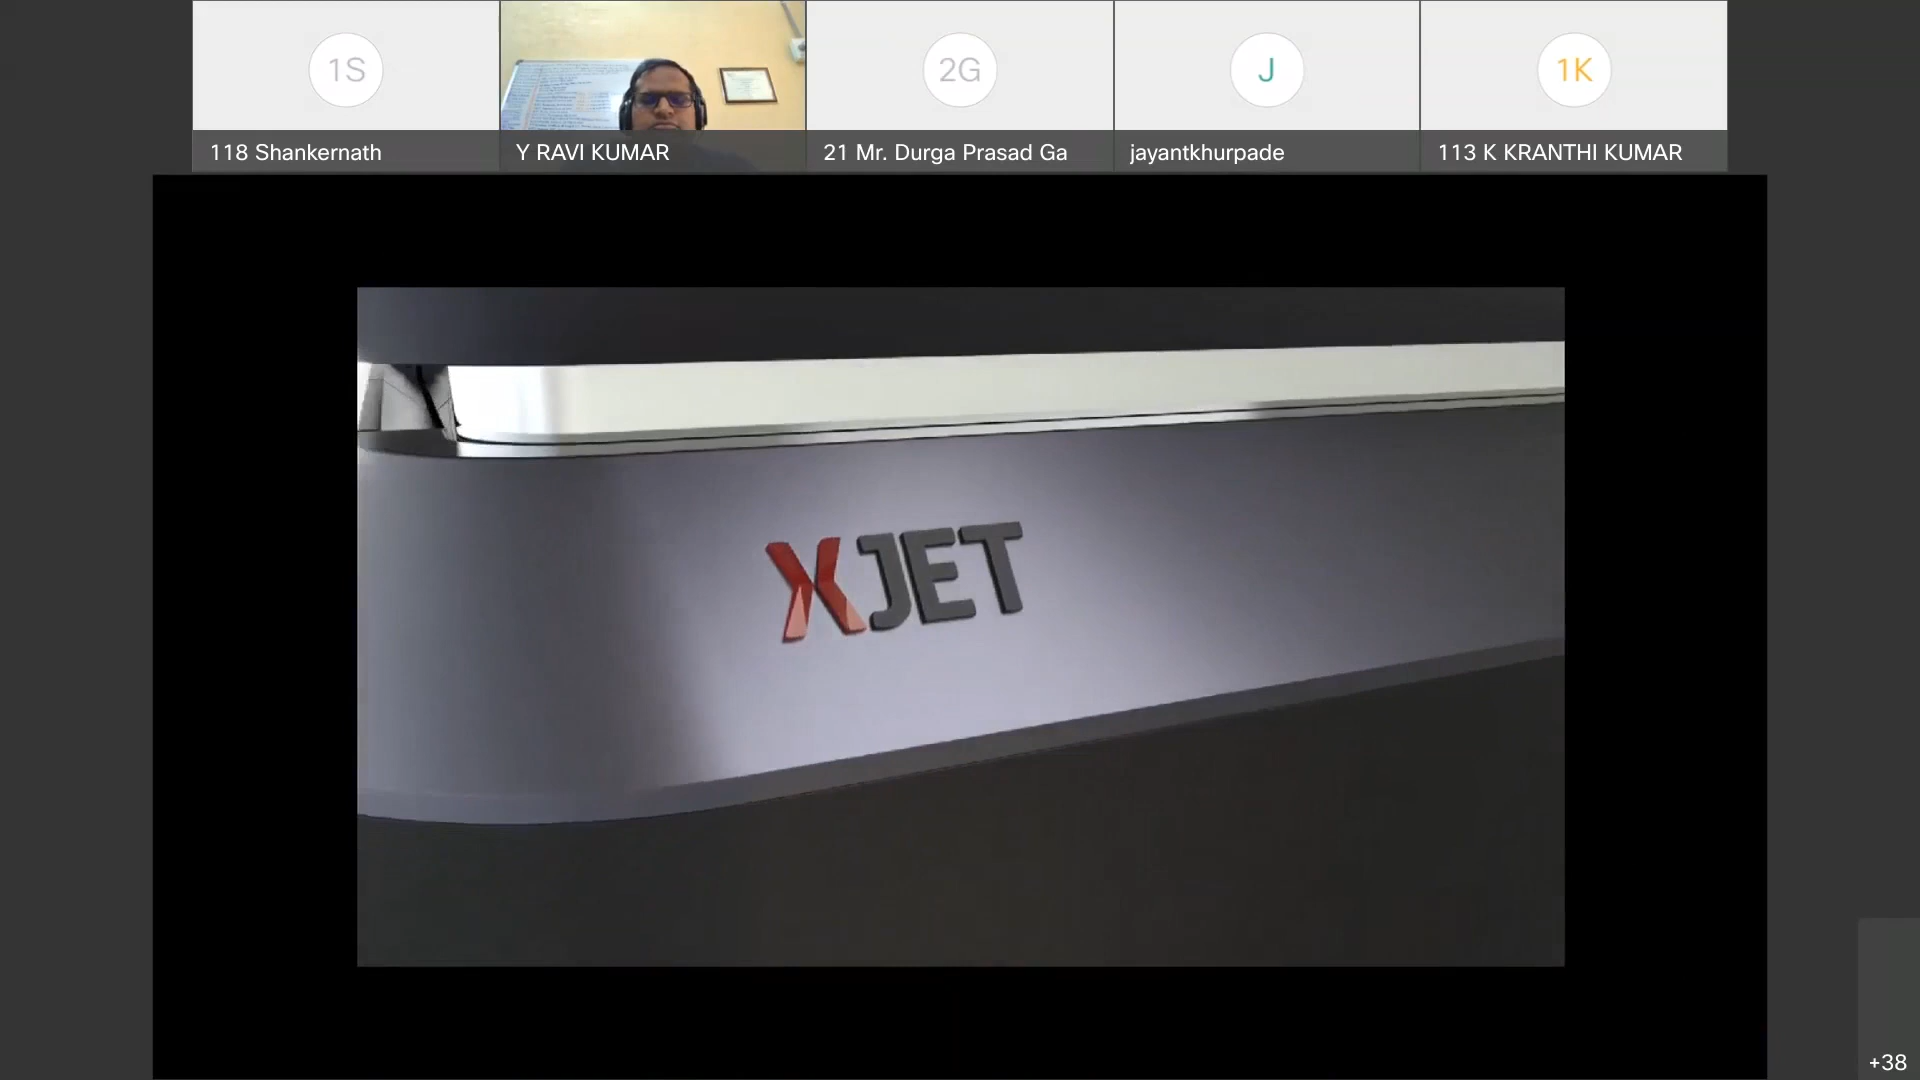 1S
2G
J
1K
118 Shankernath
Y RAVI KUMAR
21 Mr. Durga Prasad Ga
jayantkhurpade
113 K KRANTHI KUMAR
XJET
+38